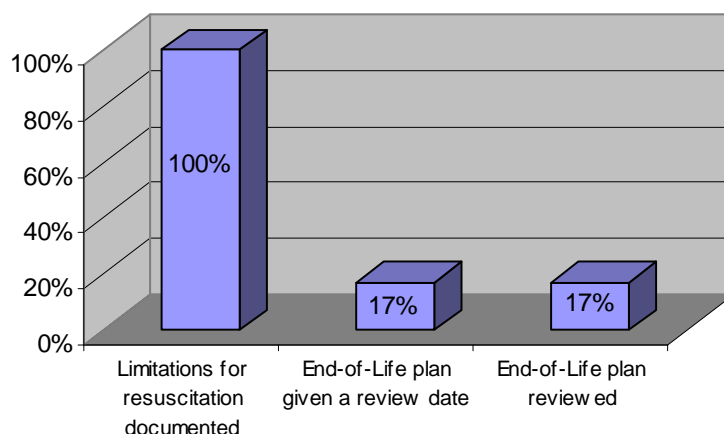 100%
80%
60%
40%
20%
0%
100%
17%
17%
Limitations for
resuscitation
documented
End-of-Life plan
given a review date
End-of-Life plan
reviewed